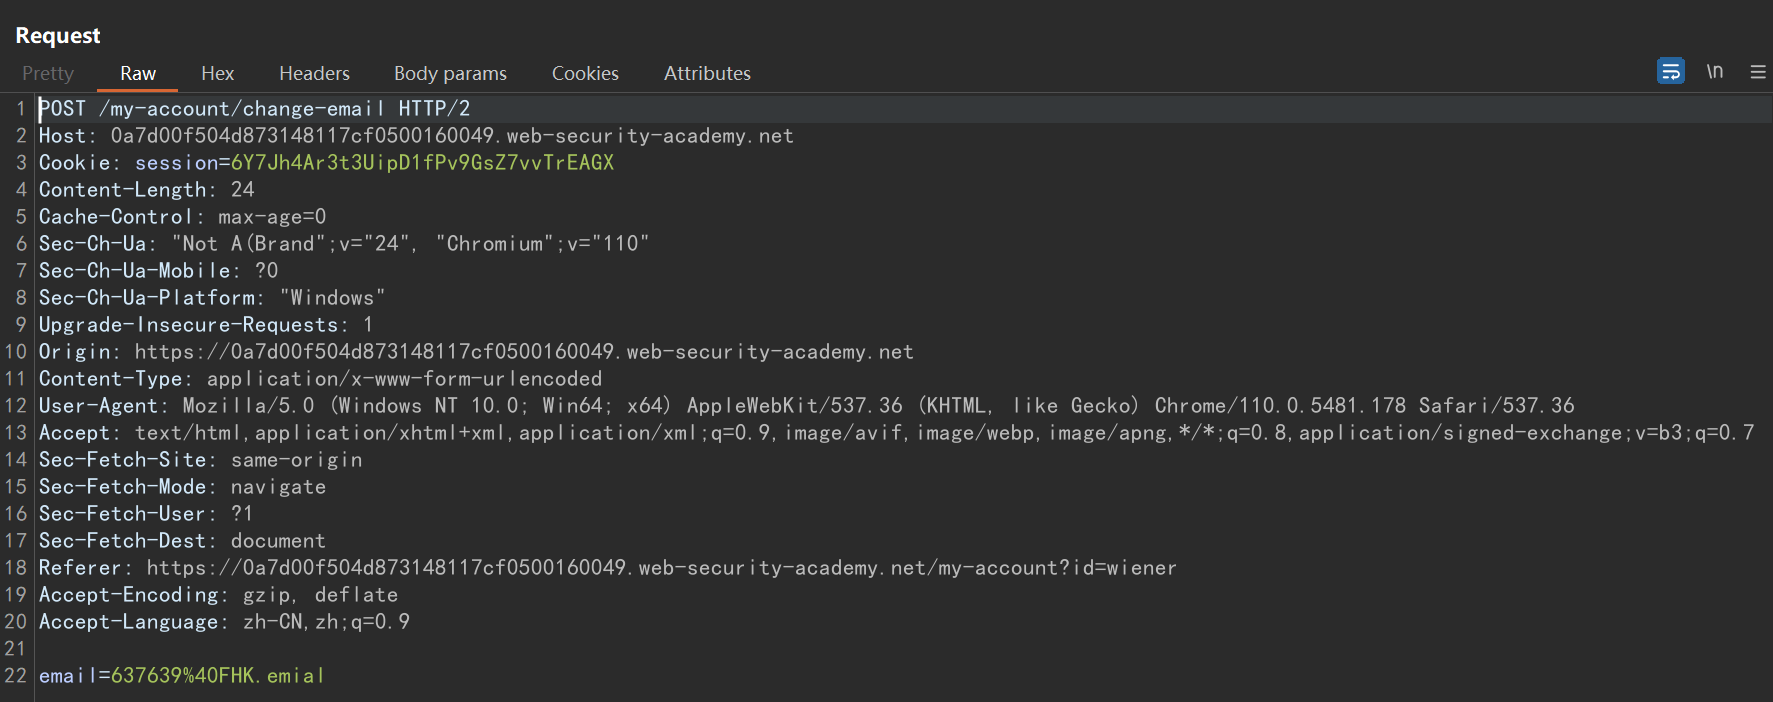 Request
Pretty Raw Hex Headers Body params Cookies Attributes \n
1 POST /my-account/change-email HTTP/2
2 Host: 0a7d00f504d873148117cf0500160049.web-security-academy.net
3 Cookie: session=6Y7Jh4Ar3t3UipD1fPv9GsZ7vvTrEAGX
4 Content-Length: 24
5 Cache-Control: max-age=0
6 Sec-Ch-Ua: "Not A(Brand";v="24", "Chromium";v="110"
7 Sec-Ch-Ua-Mobile: ?0
8 Sec-Ch-Ua-Platform: "Windows"
9 Upgrade-Insecure-Requests: 1
10 Origin: https://0a7d00f504d873148117cf0500160049.web-security-academy.net
11 Content-Type: application/x-www-form-urlencoded
12 User-Agent: Mozilla/5.0 (Windows NT 10.0; Win64; x64) AppleWebKit/537.36 (KHTML, like Gecko) Chrome/110.0.5481.178 Safari/537.36
13 Accept: text/html,application/xhtml+xml,application/xml;q=0.9,image/avif,image/webp,image/apng,*/*;q=0.8,application/signed-exchange;v=b3;q=0.7
14 Sec-Fetch-Site: same-origin
15 Sec-Fetch-Mode: navigate
16 Sec-Fetch-User: ?1
17 Sec-Fetch-Dest: document
18 Referer: https://0a7d00f504d873148117cf0500160049.web-security-academy.net/my-account?id=wiener
19 Accept-Encoding: gzip, deflate
20 Accept-Language: zh-CN,zh;q=0.9
21
22 email=637639%40FHK.emial